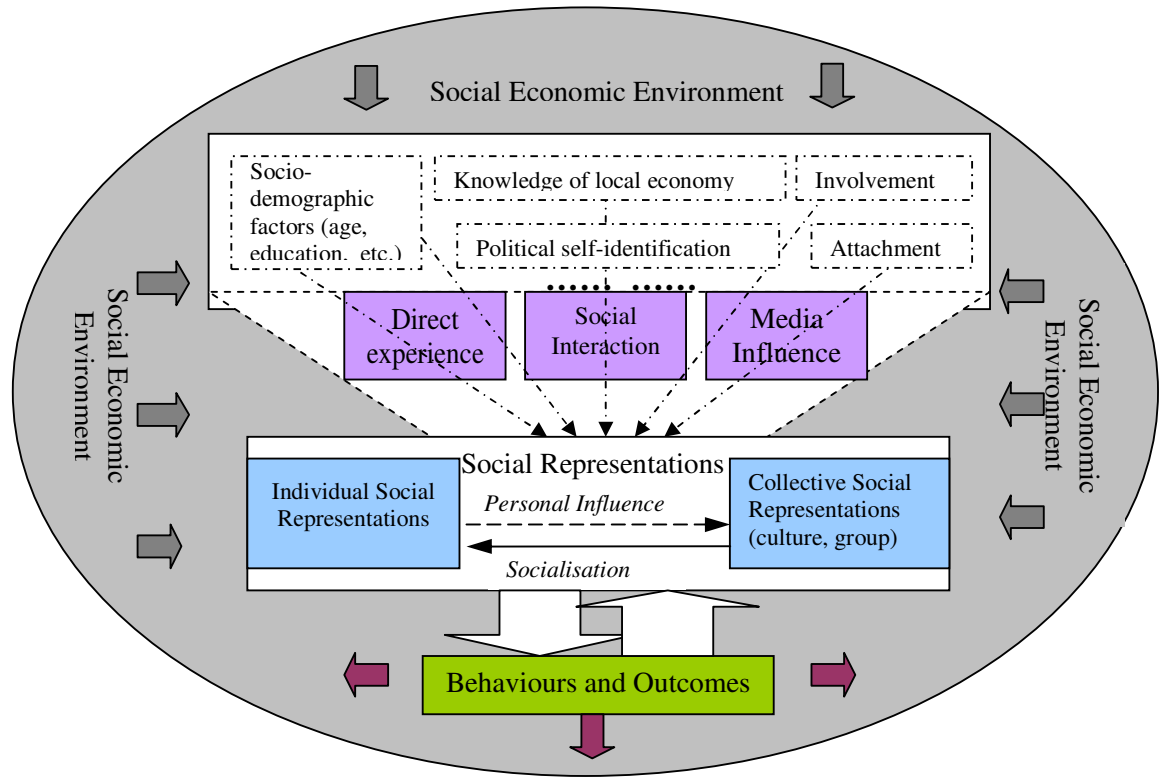 Social Economic Environment
Socio-
demographic
factors (age,
education, etc.)
Knowledge of local economy
Involvement
Political self-identification
Attachment
Direct
experience
Social
Interaction
Media
Influence
Social Economic
Environment
Social Economic
Environment
Social Representations
Individual Social
Representations
Personal Influence
Socialisation
Collective Social
Representations
(culture, group)
Behaviours and Outcomes